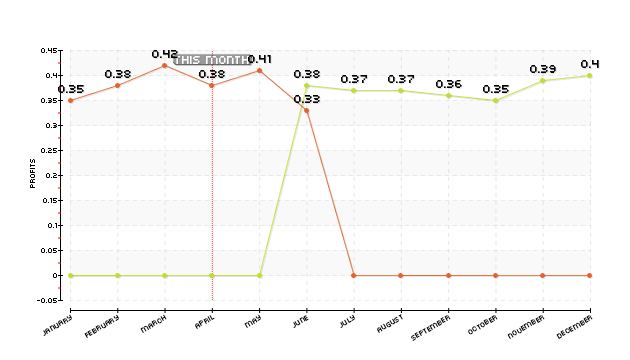 0.45
0.4
0.35
0.3
0.25
0.2
0.15
0.1
0.05
0
-0.05
PROFITS
0.35
0.38
0.42
THIS MONTH
0.38
0.41
0.38
0.33
0.37
0.37
0.36
0.35
0.39
0.4
JANUARY
FEBRUARY
MARCH
APRIL
MAY
JUNE
JULY
AUGUST
SEPTEMBER
OCTOBER
NOVEMBER
DECEMBER